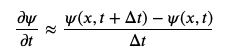 ∂ψ/∂t ≈ (ψ(x, t + Δt) − ψ(x, t))/Δt